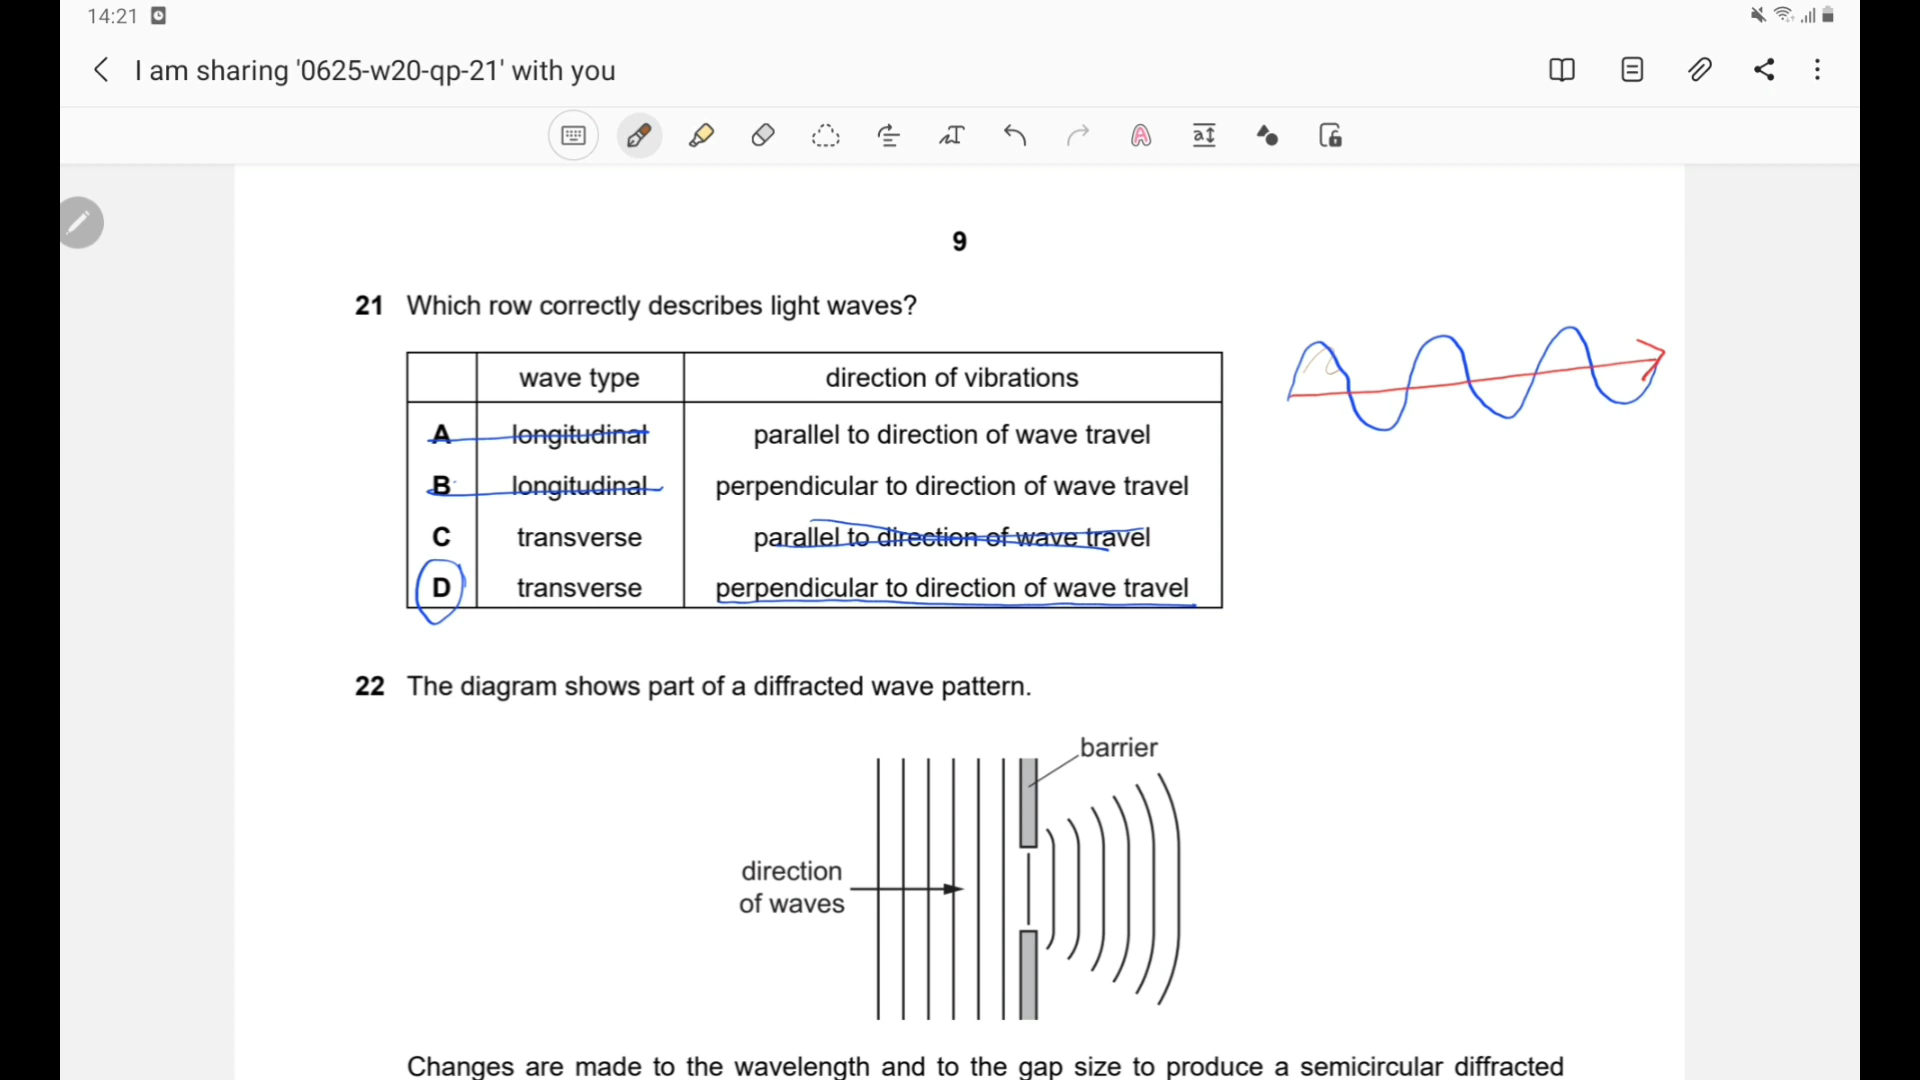 14:21
I am sharing '0625-w20-qp-21' with you
9
21 Which row correctly describes light waves?
wave type direction of vibrations
A longitudinal parallel to direction of wave travel
B longitudinal perpendicular to direction of wave travel
C transverse parallel to direction of wave travel
D transverse perpendicular to direction of wave travel
22 The diagram shows part of a diffracted wave pattern.
barrier
direction
of waves
Changes are made to the wavelength and to the gap size to produce a semicircular diffracted